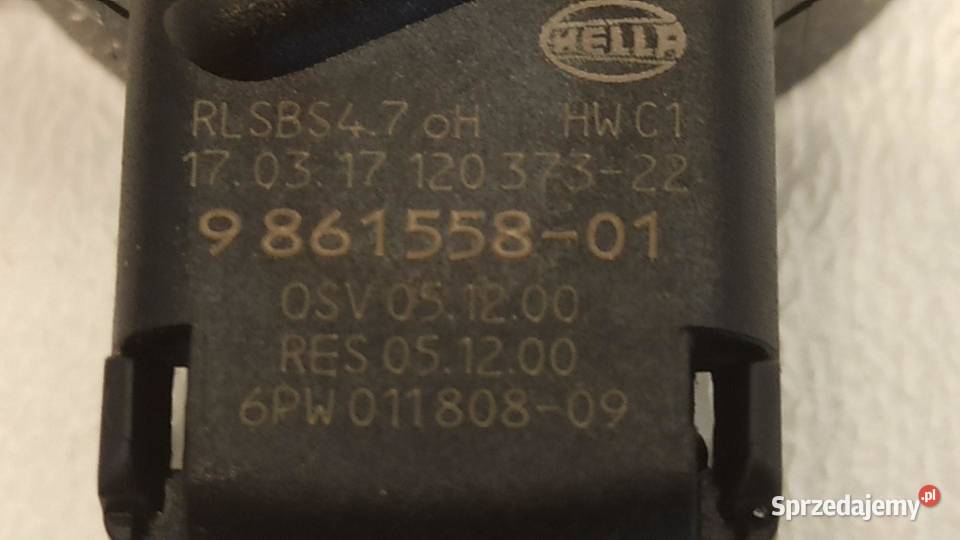 HELLA
RLSBS4.7 oH HW C1
17.03.17 120 373-22
9 861558-01
OSV 05.12.00
RES 05.12.00
6PW 011808-09
Sprzedajemy.pl